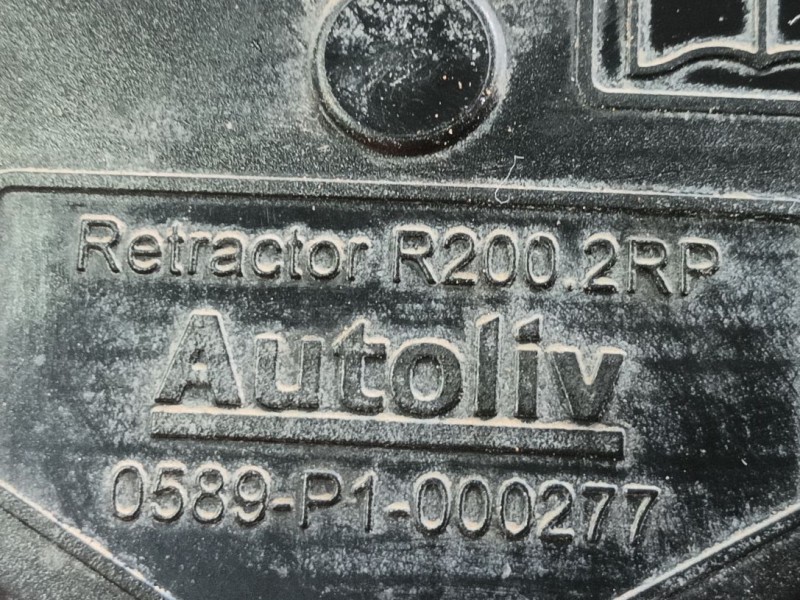 Retractor R200.2RP
Autoliv
0589-P1-000277